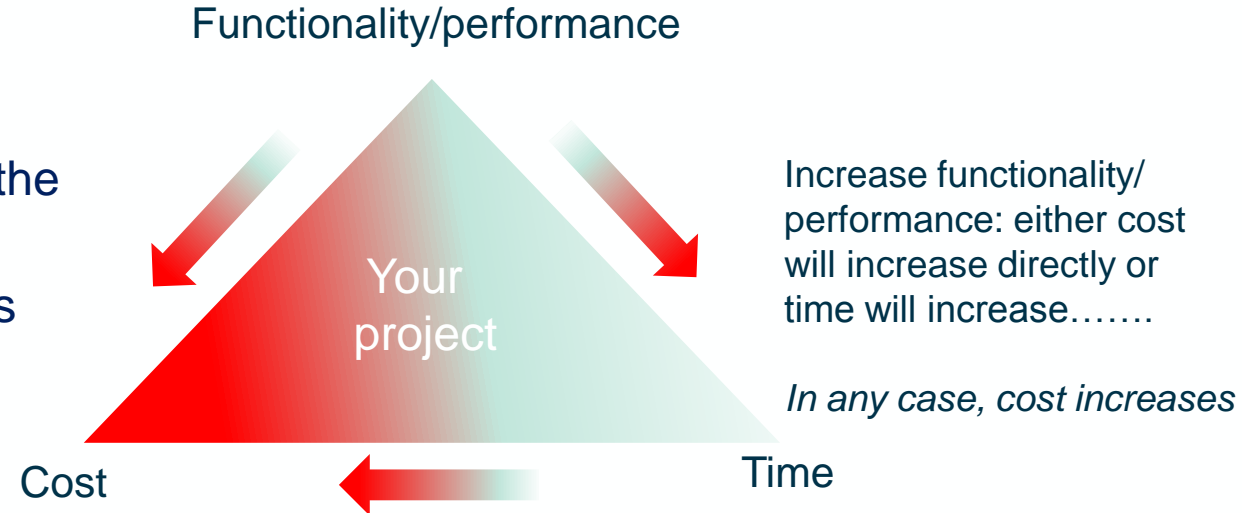 Functionality/performance
the
s
Your
project
Increase functionality/
performance: either cost
will increase directly or
time will increase…….
In any case, cost increases
Cost
Time